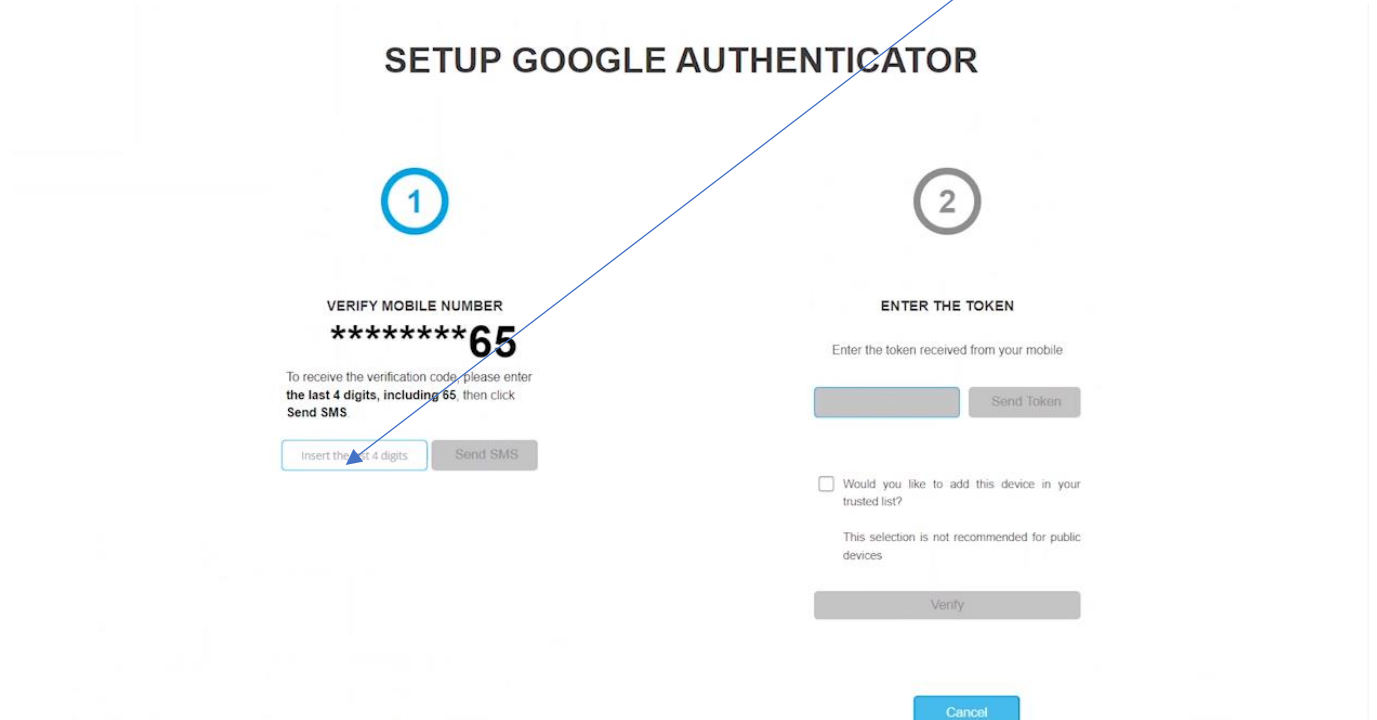 SETUP GOOGLE AUTHENTICATOR
1
VERIFY MOBILE NUMBER
********65
To receive the verification code, please enter
the last 4 digits, including 65, then click
Send SMS
Insert the last 4 digits
Send SMS
2
ENTER THE TOKEN
Enter the token received from your mobile
Send Token
Would you like to add this device in your
trusted list?
This selection is not recommended for public
devices
Verify
Cancel